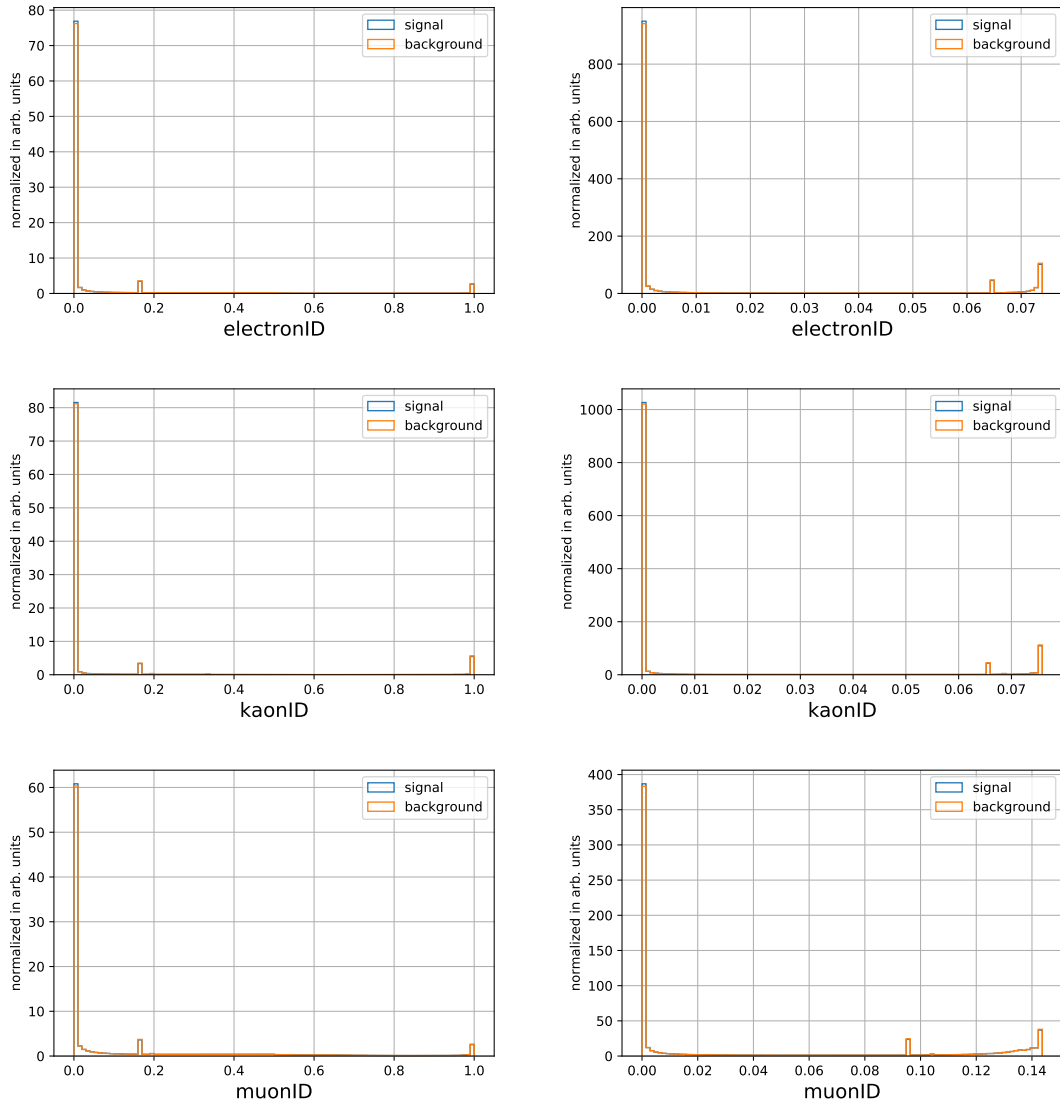 signal
background
normalized in arb. units
80
70
60
50
40
30
20
10
0
0.0 0.2 0.4 0.6 0.8 1.0
electronID
signal
background
normalized in arb. units
800
600
400
200
0
0.00 0.01 0.02 0.03 0.04 0.05 0.06 0.07
electronID
signal
background
normalized in arb. units
80
70
60
50
40
30
20
10
0
0.0 0.2 0.4 0.6 0.8 1.0
kaonID
signal
background
normalized in arb. units
1000
800
600
400
200
0
0.00 0.01 0.02 0.03 0.04 0.05 0.06 0.07
kaonID
signal
background
normalized in arb. units
60
50
40
30
20
10
0
0.0 0.2 0.4 0.6 0.8 1.0
muonID
signal
background
normalized in arb. units
400
350
300
250
200
150
100
50
0
0.00 0.02 0.04 0.06 0.08 0.10 0.12 0.14
muonID